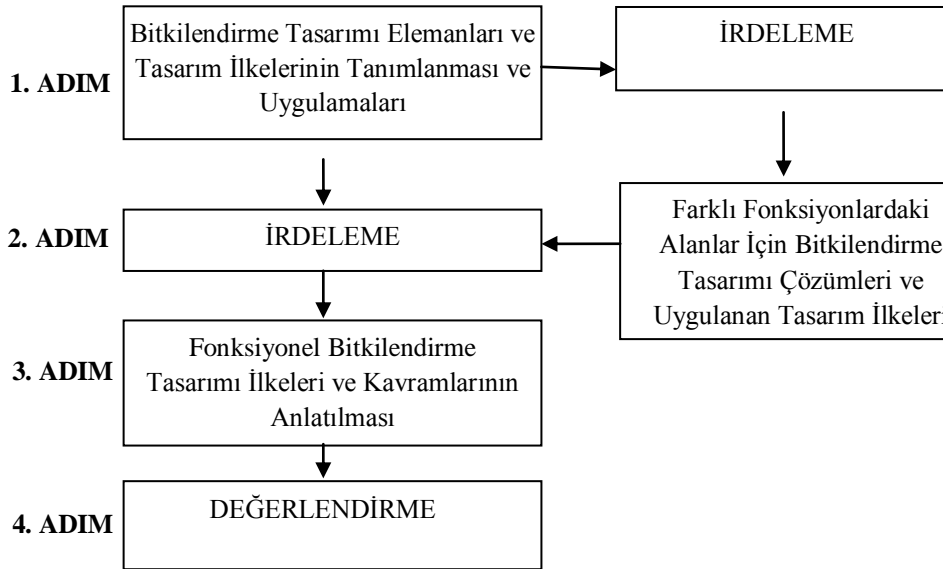 1. ADIM
Bitkilendirme Tasarımı Elemanları ve
Tasarım İlkelerinin Tanımlanması ve
Uygulamaları
İRDELEME
2. ADIM
İRDELEME
Farklı Fonksiyonlardaki
Alanlar İçin Bitkilendirme
Tasarımı Çözümleri ve
Uygulanan Tasarım İlkeleri
3. ADIM
Fonksiyonel Bitkilendirme
Tasarımı İlkeleri ve Kavramlarının
Anlatılması
4. ADIM
DEĞERLENDİRME